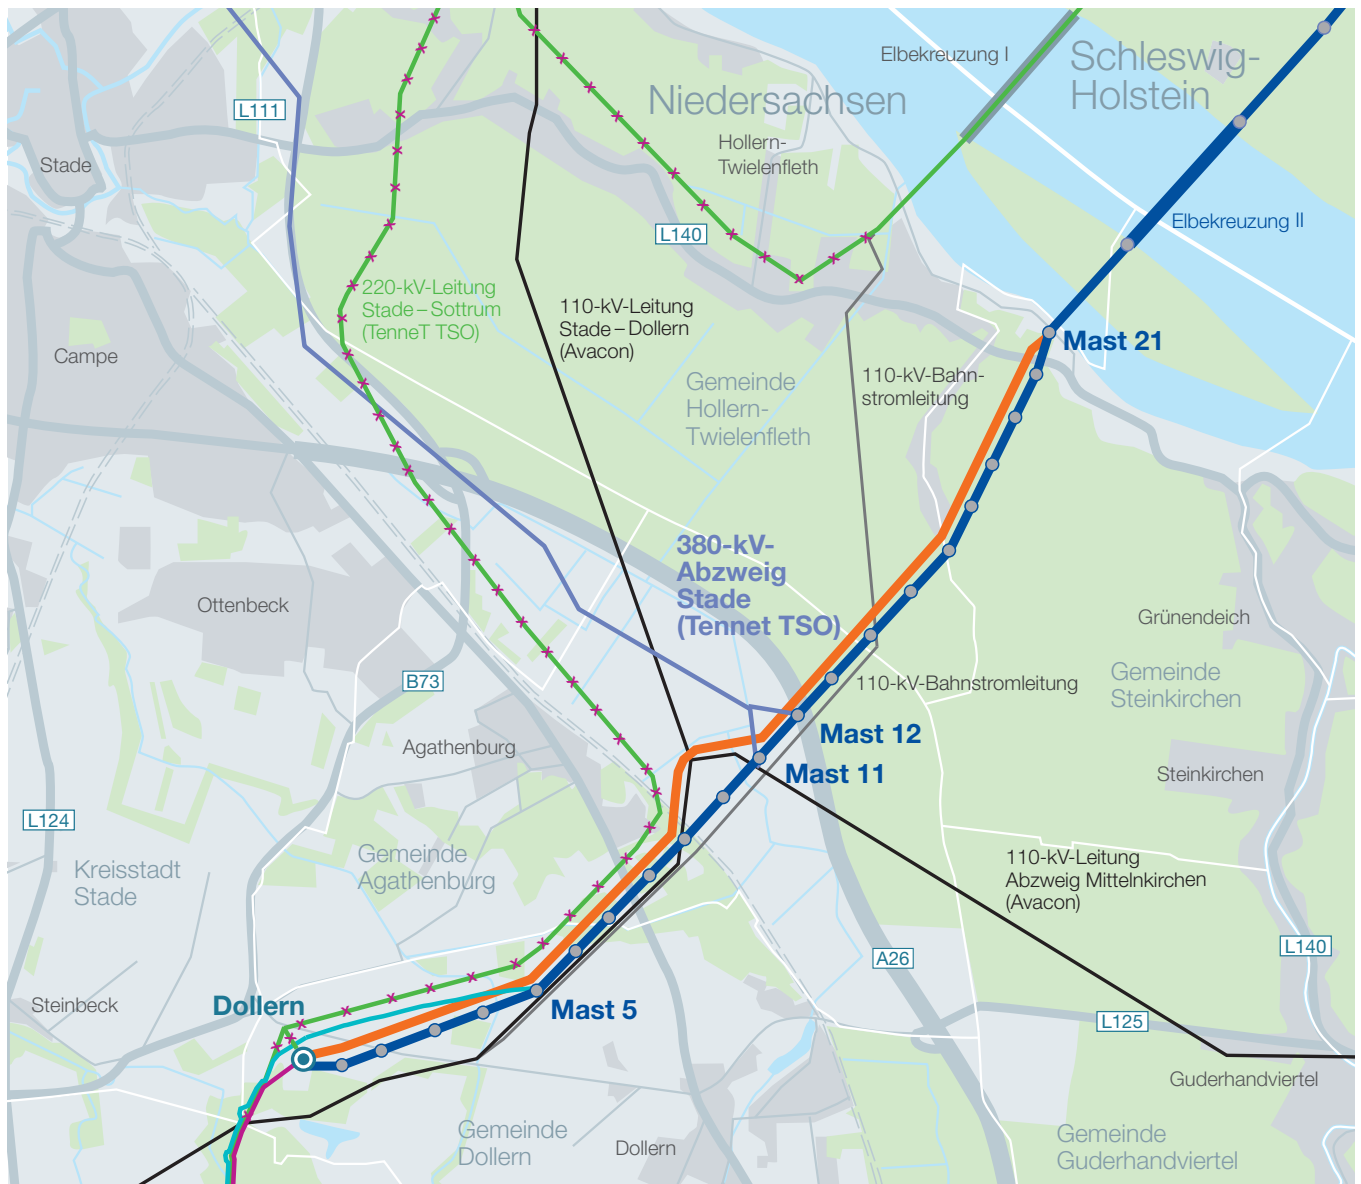 Elbekreuzung I
Schleswig-
Holstein
Niedersachsen
L111
Hollern-
Twielenfleth
Stade
L140
Elbekreuzung II
220-kV-Leitung
Stade – Sottrum
(TenneT TSO)
110-kV-Leitung
Stade – Dollern
(Avacon)
Mast 21
Campe
110-kV-Bahn-
stromleitung
Gemeinde
Hollern-
Twielenfleth
380-kV-
Abzweig
Stade
(Tennet TSO)
Ottenbeck
Grünendeich
B73
110-kV-Bahnstromleitung
Gemeinde
Steinkirchen
Agathenburg
Mast 12
Mast 11
Steinkirchen
L124
Gemeinde
Agathenburg
Kreisstadt
Stade
110-kV-Leitung
Abzweig Mittelnkirchen
(Avacon)
L140
A26
Steinbeck
Dollern
Mast 5
L125
Guderhandviertel
Gemeinde
Dollern
Dollern
Gemeinde
Guderhandviertel